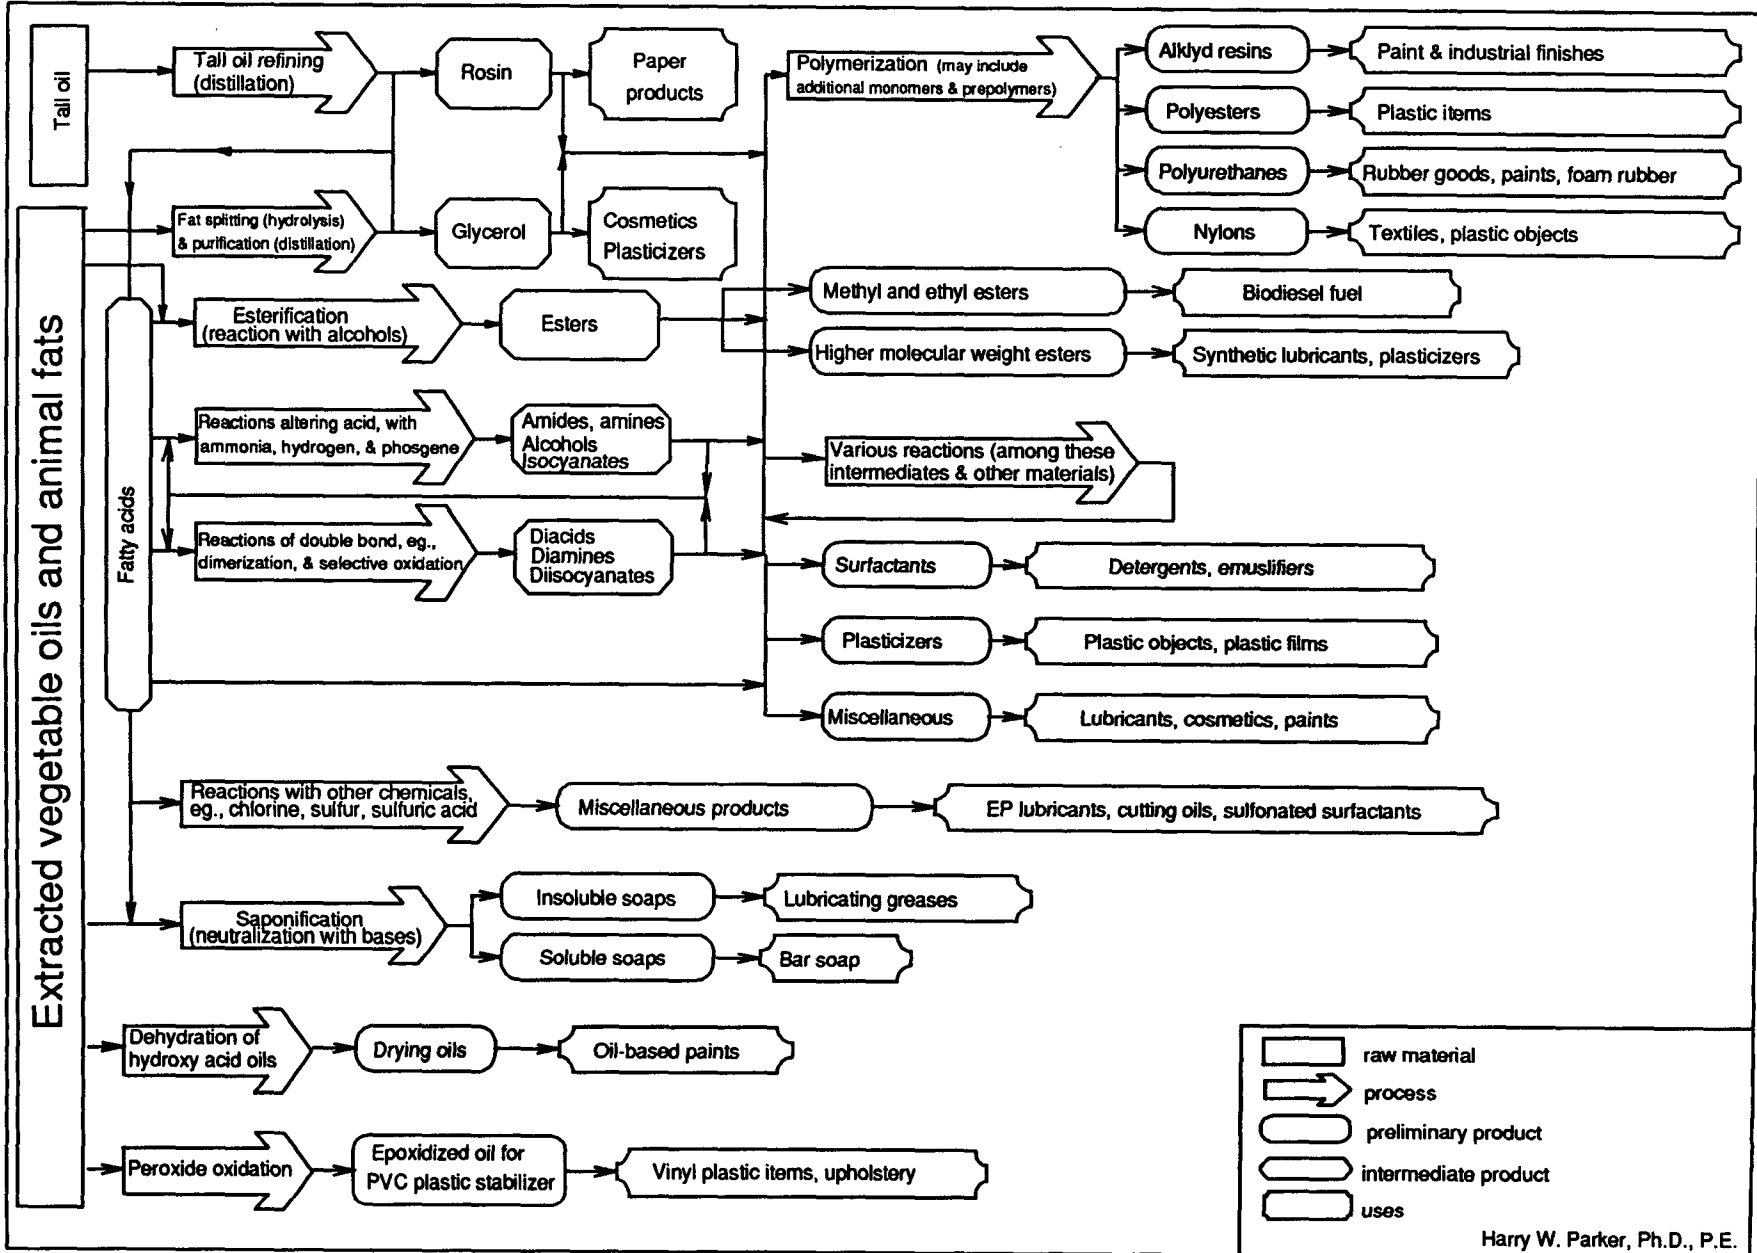 Tall oil
Tall oil refining
(distillation)
Rosin
Paper
products
Polymerization (may include
additional monomers & prepolymers)
Alklyd resins
Paint & industrial finishes
Polyesters
Plastic items
Polyurethanes
Rubber goods, paints, foam rubber
Nylons
Textiles, plastic objects
Extracted vegetable oils and animal fats
Fat splitting (hydrolysis)
& purification (distillation)
Glycerol
Cosmetics
Plasticizers
Fatty acids
Esterification
(reaction with alcohols)
Esters
Methyl and ethyl esters
Biodiesel fuel
Higher molecular weight esters
Synthetic lubricants, plasticizers
Reactions altering acid, with
ammonia, hydrogen, & phosgene
Amides, amines
Alcohols
Isocyanates
Various reactions (among these
intermediates & other materials)
Reactions of double bond, eg.,
dimerization, & selective oxidation
Diacids
Diamines
Diisocyanates
Surfactants
Detergents, emuslifiers
Plasticizers
Plastic objects, plastic films
Miscellaneous
Lubricants, cosmetics, paints
Reactions with other chemicals,
eg., chlorine, sulfur, sulfuric acid
Miscellaneous products
EP lubricants, cutting oils, sulfonated surfactants
Saponification
(neutralization with bases)
Insoluble soaps
Lubricating greases
Soluble soaps
Bar soap
Dehydration of
hydroxy acid oils
Drying oils
Oil-based paints
Peroxide oxidation
Epoxidized oil for
PVC plastic stabilizer
Vinyl plastic items, upholstery
raw material
process
preliminary product
intermediate product
uses
Harry W. Parker, Ph.D., P.E.